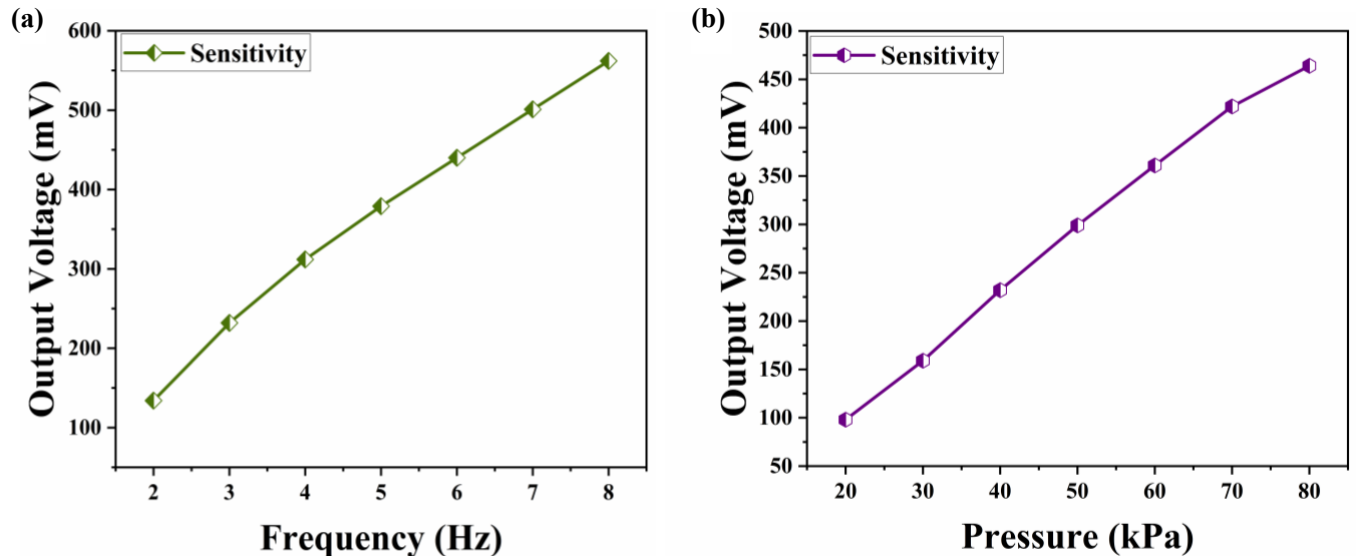 (a)
Sensitivity
Output Voltage (mV)
600
500
400
300
200
100
2 3 4 5 6 7 8
Frequency (Hz)
(b)
Sensitivity
Output Voltage (mV)
500
450
400
350
300
250
200
150
100
50
20 30 40 50 60 70 80
Pressure (kPa)